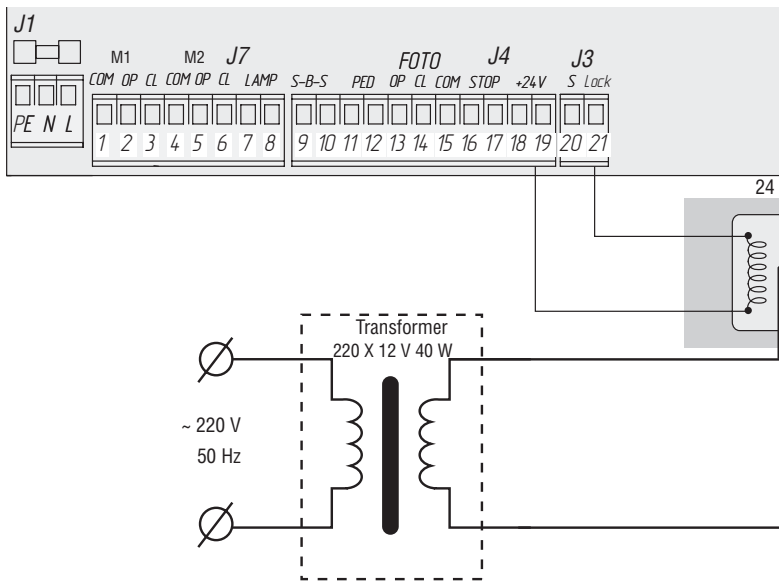 J1
M1 M2 J7 FOTO J4 J3
COM OP CL COM OP CL LAMP S-B-S PED OP CL COM STOP +24V S Lock
PE N L
1 2 3 4 5 6 7 8 9 10 11 12 13 14 15 16 17 18 19 20 21
24
Transformer
220 X 12 V 40 W
~ 220 V
50 Hz